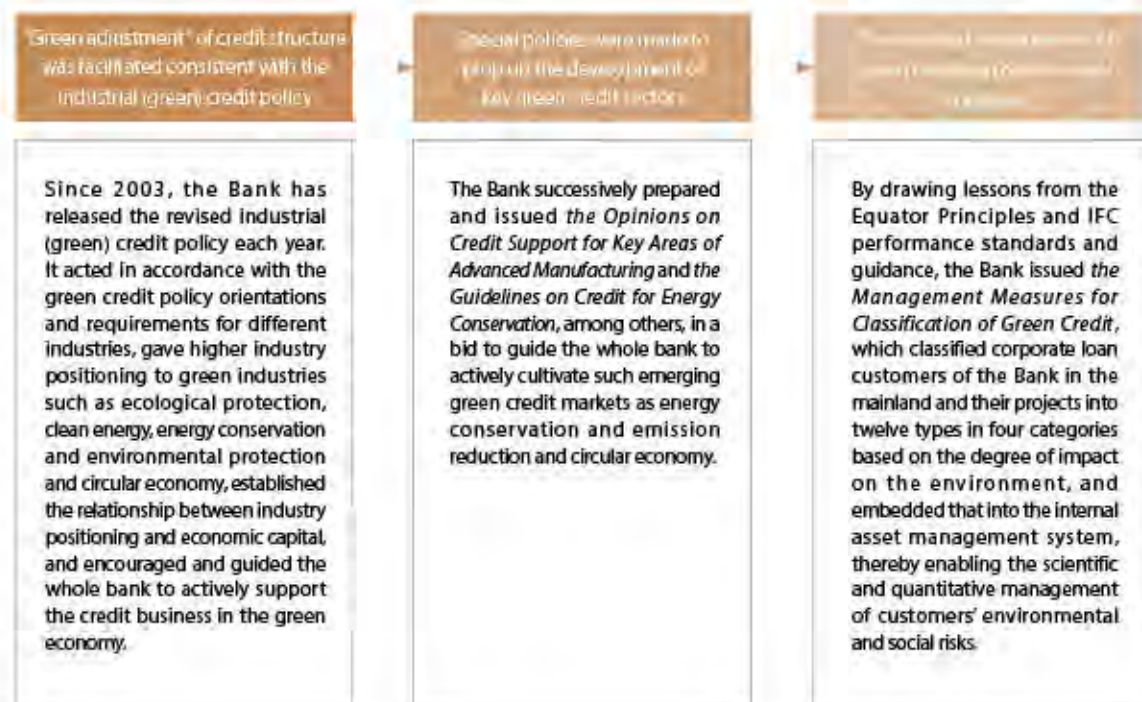 "Green adjustment" of credit structure
was facilitated consistent with the
industrial (green) credit policy
Special policies were made to
prop up the development of
key green credit sectors
Since 2003, the Bank has
released the revised industrial
(green) credit policy each year.
It acted in accordance with the
green credit policy orientations
and requirements for different
industries, gave higher industry
positioning to green industries
such as ecological protection,
clean energy, energy conservation
and environmental protection
and circular economy, established
the relationship between industry
positioning and economic capital,
and encouraged and guided the
whole bank to actively support
the credit business in the green
economy.
The Bank successively prepared
and issued the Opinions on
Credit Support for Key Areas of
Advanced Manufacturing and the
Guidelines on Credit for Energy
Conservation, among others, in a
bid to guide the whole bank to
actively cultivate such emerging
green credit markets as energy
conservation and emission
reduction and circular economy.
By drawing lessons from the
Equator Principles and IFC
performance standards and
guidance, the Bank issued the
Management Measures for
Classification of Green Credit,
which classified corporate loan
customers of the Bank in the
mainland and their projects into
twelve types in four categories
based on the degree of impact
on the environment, and
embedded that into the internal
asset management system,
thereby enabling the scientific
and quantitative management
of customers' environmental
and social risks.